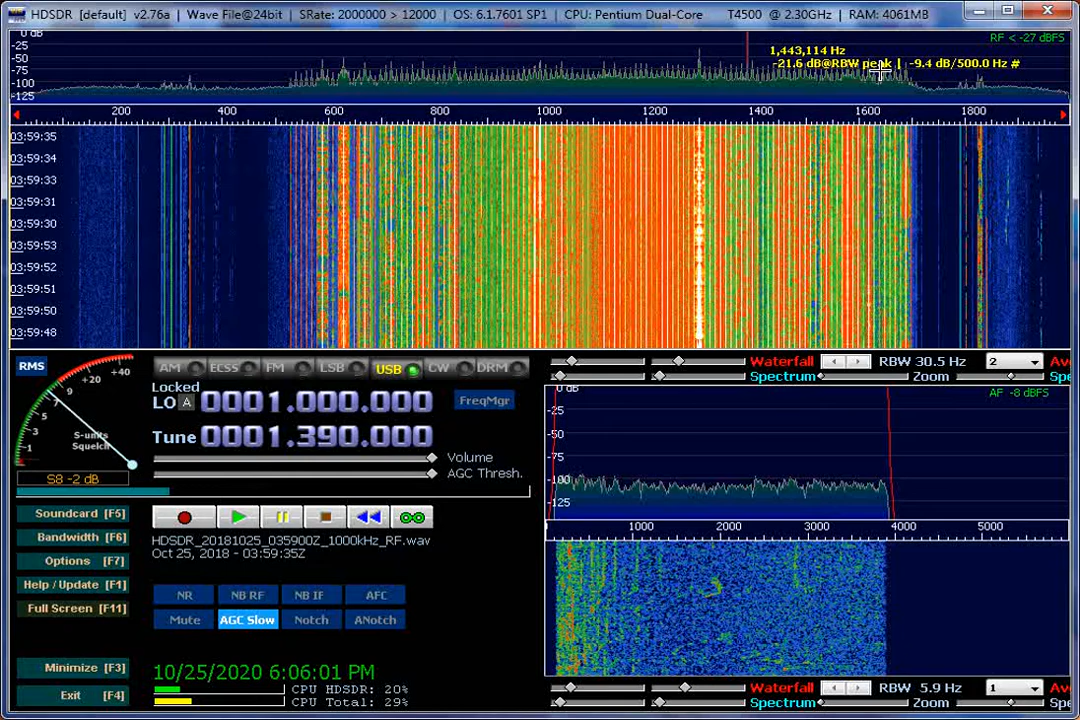 HDSDR [default] v2.76a | Wave File@24bit | SRate: 2000000 > 12000 | OS: 6.1.7601 SP1 | CPU: Pentium Dual-Core T4500 @ 2.30GHz | RAM: 4061MB
0 dB
-25
-50
-75
-100
-125
RF < -27 dBFS
1,443,114 Hz
-21.6 dB@RBW peak | -9.4 dB/500.0 Hz #
200 400 600 800 1000 1200 1400 1600 1800
03:59:35
03:59:34
03:59:33
03:59:31
03:59:30
03:59:53
03:59:52
03:59:51
03:59:50
03:59:48
RMS
1 3 5 7 9 +20 +40
S-units
Squelch
S8 -2 dB
AM ECSS FM LSB USB CW DRM
Locked
LO A 0001.000.000
FreqMgr
Tune 0001.390.000
Volume
AGC Thresh.
Soundcard [F5]
Bandwidth [F6]
Options [F7]
Help / Update [F1]
Full Screen [F11]
Minimize [F3]
Exit [F4]
HDSDR_20181025_035900Z_1000kHz_RF.wav
Oct 25, 2018 - 03:59:35Z
NR NB RF NB IF AFC
Mute AGC Slow Notch ANotch
10/25/2020 6:06:01 PM
CPU HDSDR: 20%
CPU Total: 29%
Waterfall RBW 30.5 Hz 2
Spectrum Zoom
0 dB
-25
-50
-75
-100
-125
AF -8 dBFS
1000 2000 3000 4000 5000
Waterfall RBW 5.9 Hz 1
Spectrum Zoom